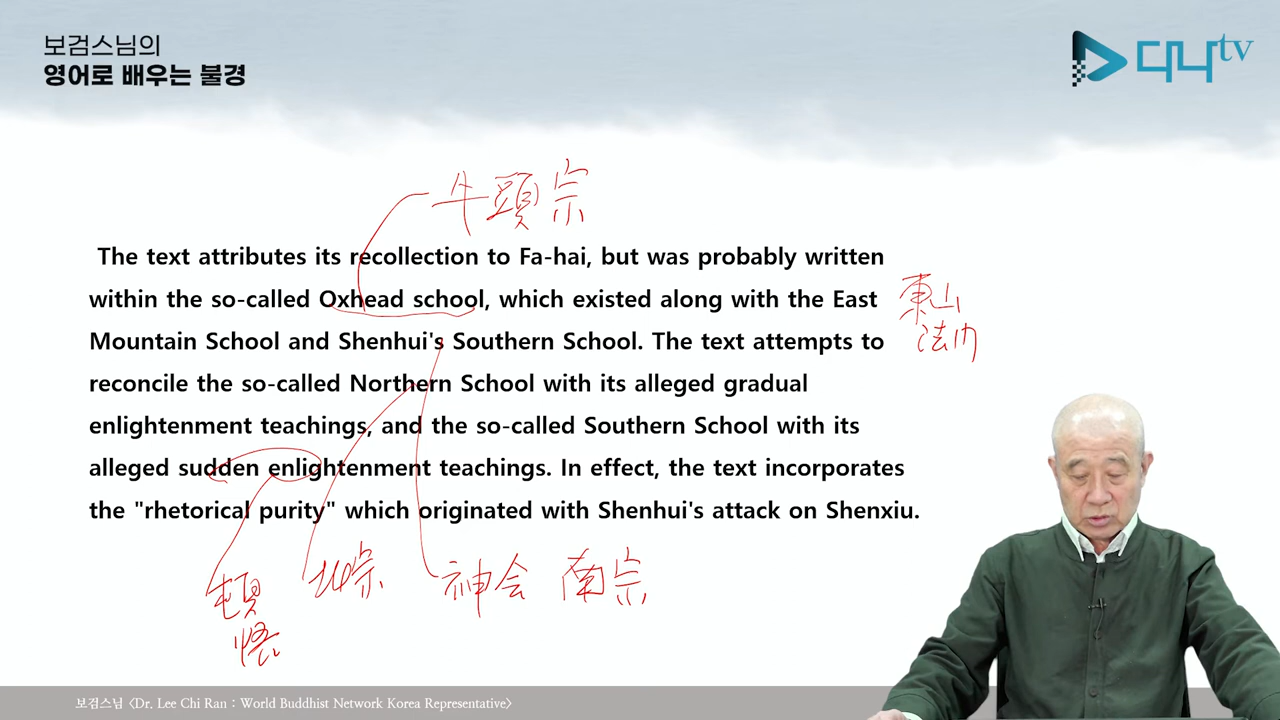 보검스님의
영어로 배우는 불경
다나tv
牛頭宗
The text attributes its recollection to Fa-hai, but was probably written
within the so-called Oxhead school, which existed along with the East
Mountain School and Shenhui's Southern School. The text attempts to
reconcile the so-called Northern School with its alleged gradual
enlightenment teachings, and the so-called Southern School with its
alleged sudden enlightenment teachings. In effect, the text incorporates
the "rhetorical purity" which originated with Shenhui's attack on Shenxiu.
東山
法门
北宗
神会 南宗
頓
悟
보검스님 <Dr. Lee Chi Ran : World Buddhist Network Korea Representative>